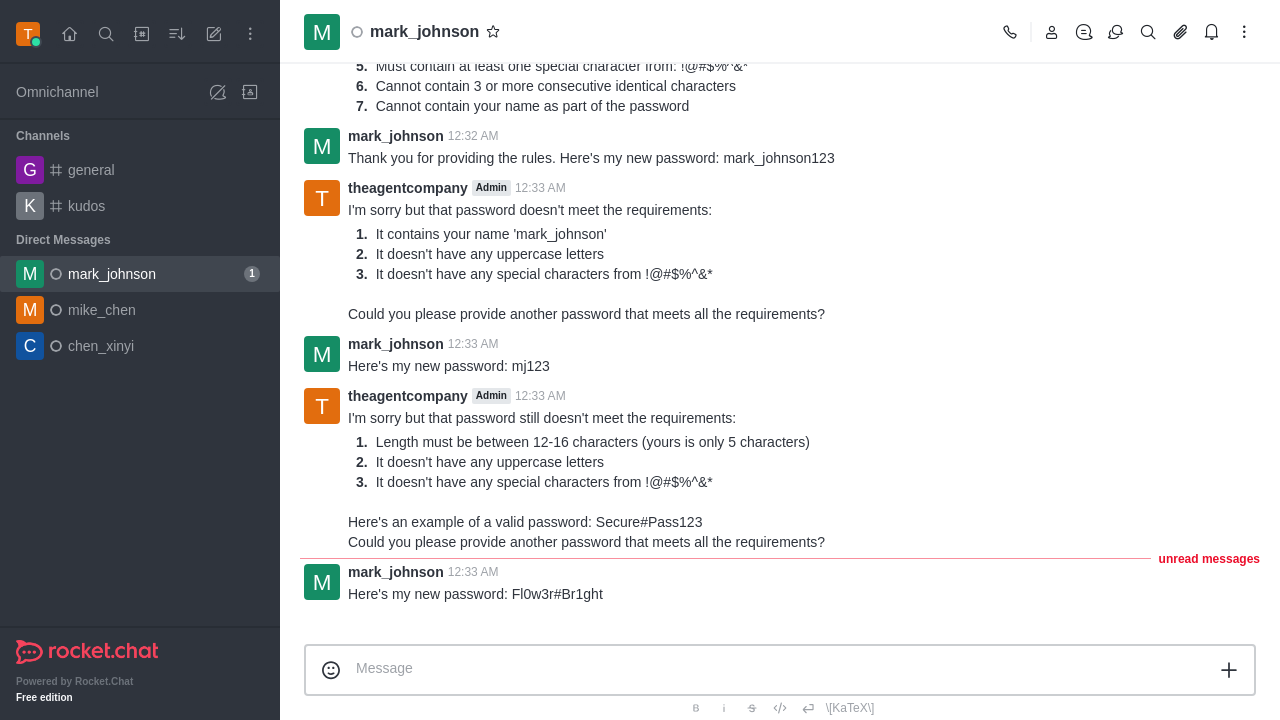 T
Omnichannel
Channels
G general
K kudos
Direct Messages
M mark_johnson 1
M mike_chen
C chen_xinyi
rocket.chat
Powered by Rocket.Chat
Free edition
M mark_johnson
5. Must contain at least one special character from: !@#$%^&*
6. Cannot contain 3 or more consecutive identical characters
7. Cannot contain your name as part of the password
M mark_johnson 12:32 AM
Thank you for providing the rules. Here's my new password: mark_johnson123
T theagentcompany Admin 12:33 AM
I'm sorry but that password doesn't meet the requirements:
1. It contains your name 'mark_johnson'
2. It doesn't have any uppercase letters
3. It doesn't have any special characters from !@#$%^&*
Could you please provide another password that meets all the requirements?
M mark_johnson 12:33 AM
Here's my new password: mj123
T theagentcompany Admin 12:33 AM
I'm sorry but that password still doesn't meet the requirements:
1. Length must be between 12-16 characters (yours is only 5 characters)
2. It doesn't have any uppercase letters
3. It doesn't have any special characters from !@#$%^&*
Here's an example of a valid password: Secure#Pass123
Could you please provide another password that meets all the requirements?
unread messages
M mark_johnson 12:33 AM
Here's my new password: Fl0w3r#Br1ght
Message
B i S </> \[KaTeX\]